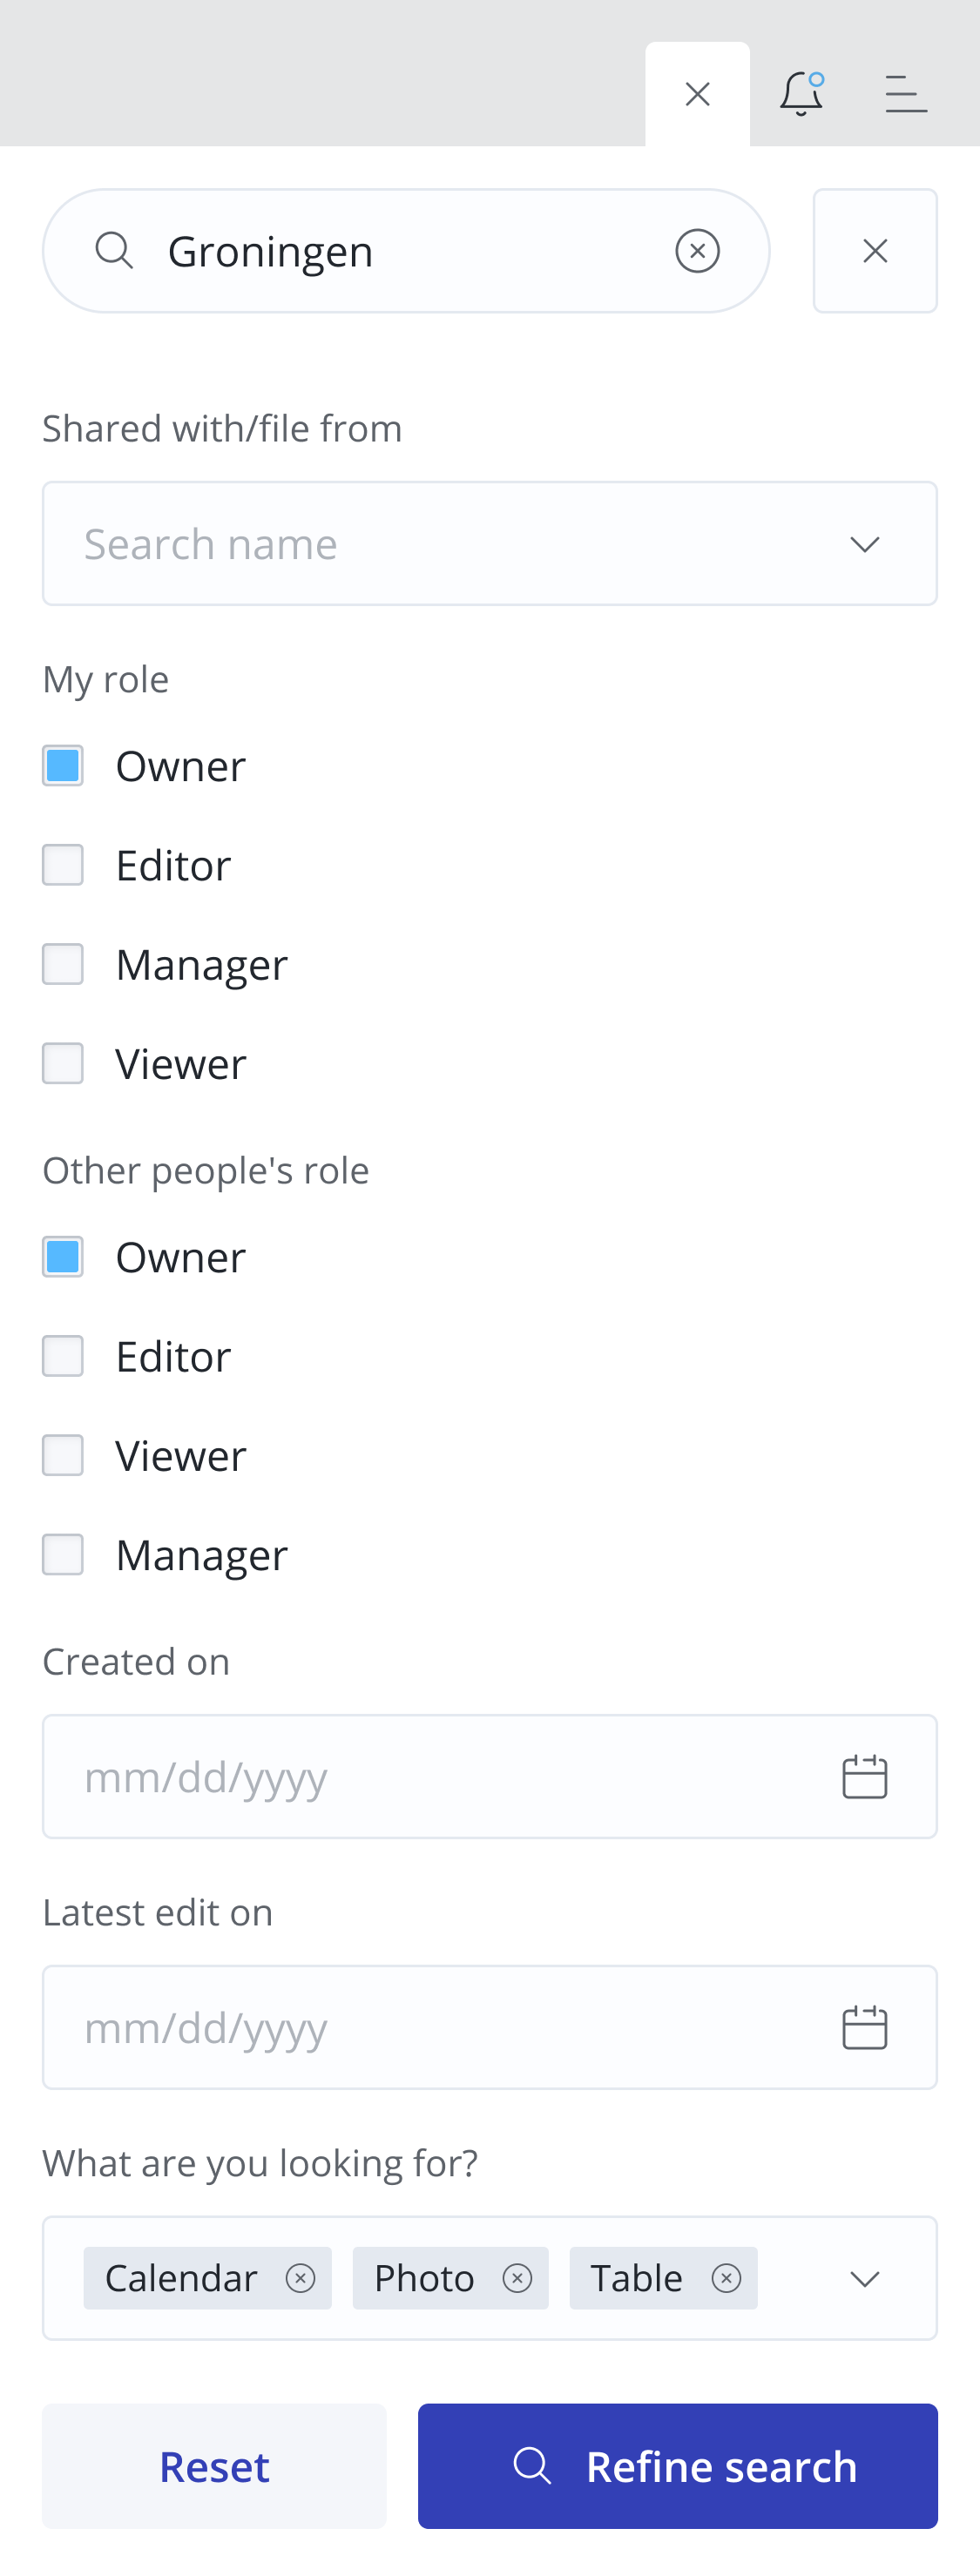 Groningen
Shared with/file from
Search name
My role
Owner
Editor
Manager
Viewer
Other people's role
Owner
Editor
Viewer
Manager
Created on
mm/dd/yyyy
Latest edit on
mm/dd/yyyy
What are you looking for?
Calendar Photo Table
Reset Refine search